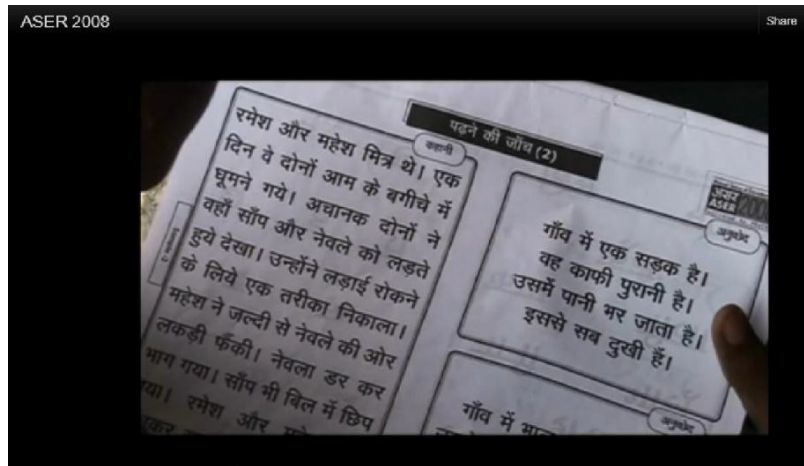 ASER 2008
Share
पढ़ने की जाँच (2)
कहानी
रमेश और महेश मित्र थे। एक
दिन वे दोनों आम के बगीचे में
घूमने गये। अचानक दोनों ने
वहाँ साँप और नेवले को लड़ते
हुये देखा। उन्होंने लड़ाई रोकने
के लिये एक तरीका निकाला।
महेश ने जल्दी से नेवले की ओर
लकड़ी फेंकी। नेवला डर कर
भाग गया। साँप भी बिल में छिप
गया। रमेश और
असर
ASER 2008
अनुच्छेद
गाँव में एक सड़क है।
वह काफी पुरानी है।
उसमें पानी भर जाता है।
इससे सब दुखी हैं।
अनुच्छेद
गाँव में